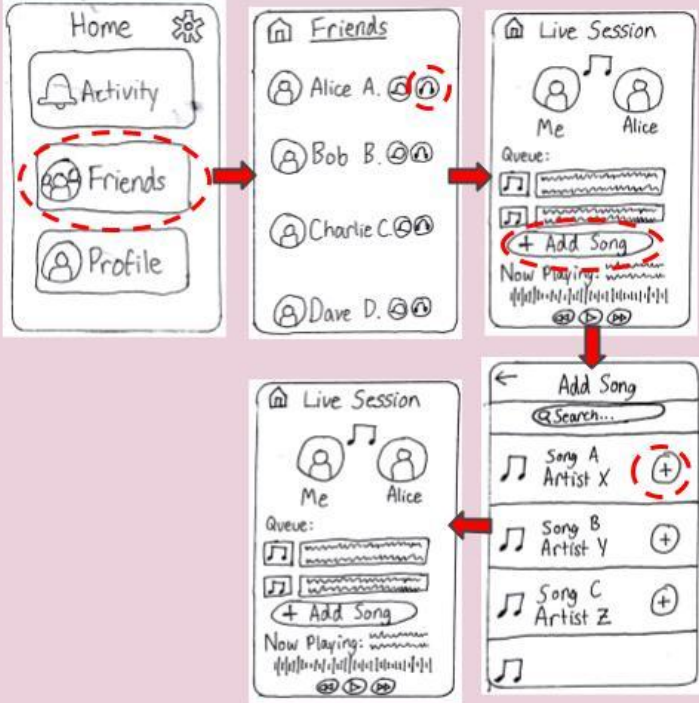 Home
Activity
Friends
Profile
Friends
Alice A.
Bob B.
Charlie C.
Dave D.
Live Session
Me Alice
Queue:
+ Add Song
Now Playing:
Add Song
Search...
Song A
Artist X
Song B
Artist Y
Song C
Artist Z
Live Session
Me Alice
Queue:
+ Add Song
Now Playing: